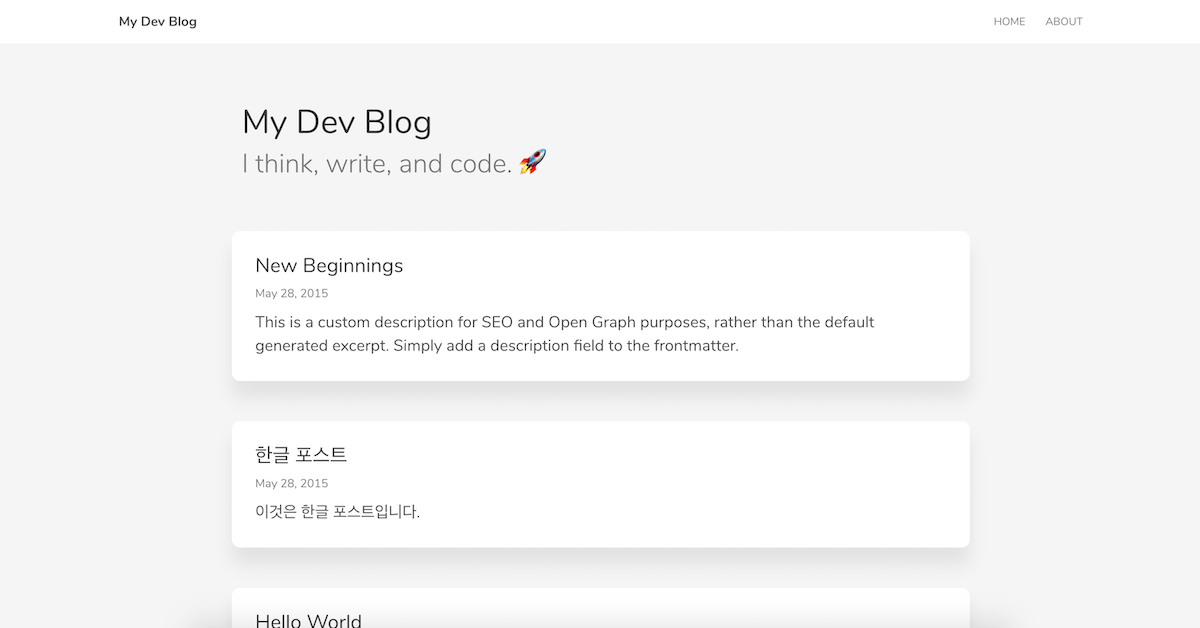 My Dev Blog
HOME ABOUT
My Dev Blog
I think, write, and code. 🚀
New Beginnings
May 28, 2015
This is a custom description for SEO and Open Graph purposes, rather than the default
generated excerpt. Simply add a description field to the frontmatter.
한글 포스트
May 28, 2015
이것은 한글 포스트입니다.
Hello World